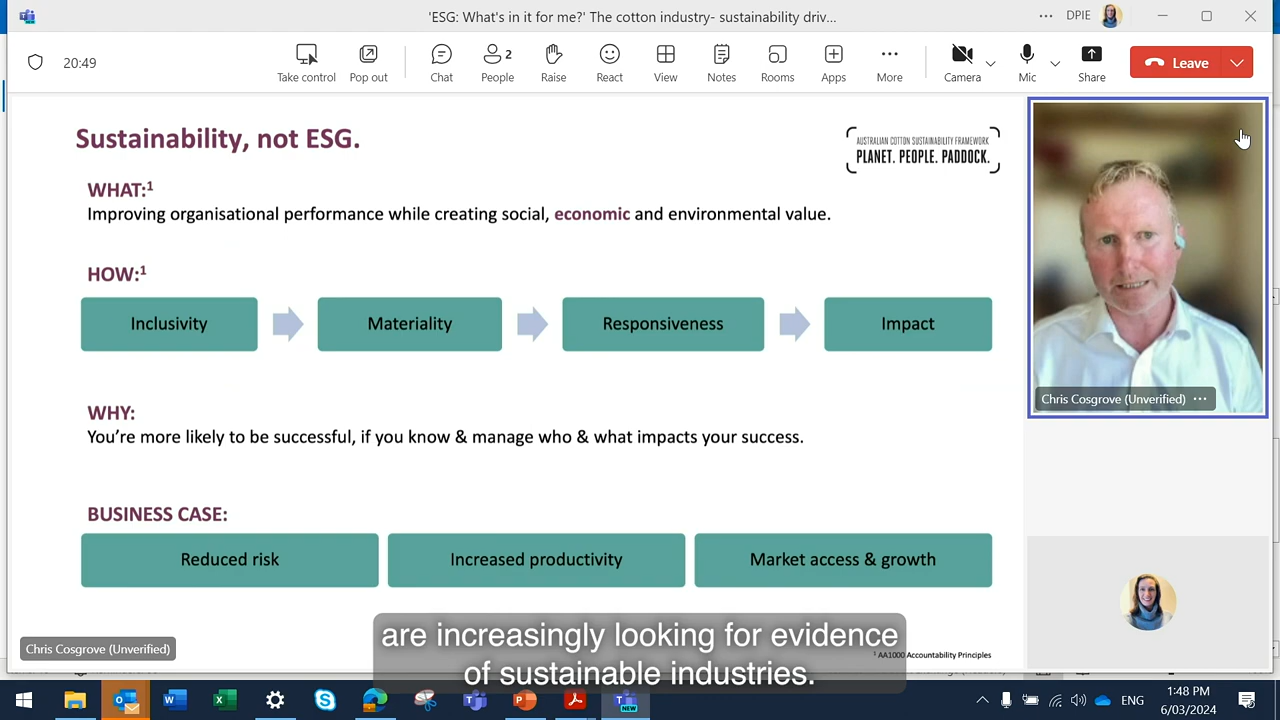 'ESG: What's in it for me?' The cotton industry- sustainability driv...
DPIE
20:49
Take control
Pop out
Chat
2
People
Raise
React
View
Notes
Rooms
Apps
More
Camera
Mic
Share
Leave
Sustainability, not ESG.
AUSTRALIAN COTTON SUSTAINABILITY FRAMEWORK
PLANET. PEOPLE. PADDOCK.
WHAT:1
Improving organisational performance while creating social, economic and environmental value.
HOW:1
Inclusivity
Materiality
Responsiveness
Impact
Chris Cosgrove (Unverified)
WHY:
You're more likely to be successful, if you know & manage who & what impacts your success.
BUSINESS CASE:
Reduced risk
Increased productivity
Market access & growth
are increasingly looking for evidence
of sustainable industries.
Chris Cosgrove (Unverified)
1 AA1000 Accountability Principles
NEW
ENG
1:48 PM
6/03/2024